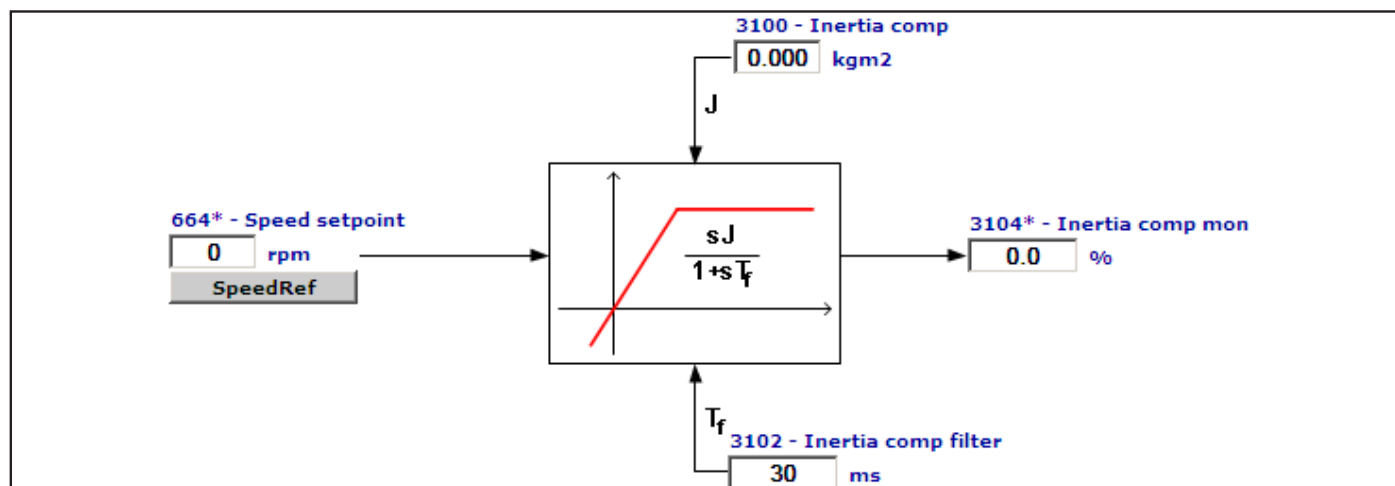 3100 - Inertia comp
0.000 kgm2
J
664* - Speed setpoint
0 rpm
SpeedRef
sJ
1+sTf
3104* - Inertia comp mon
0.0 %
Tf
3102 - Inertia comp filter
30 ms